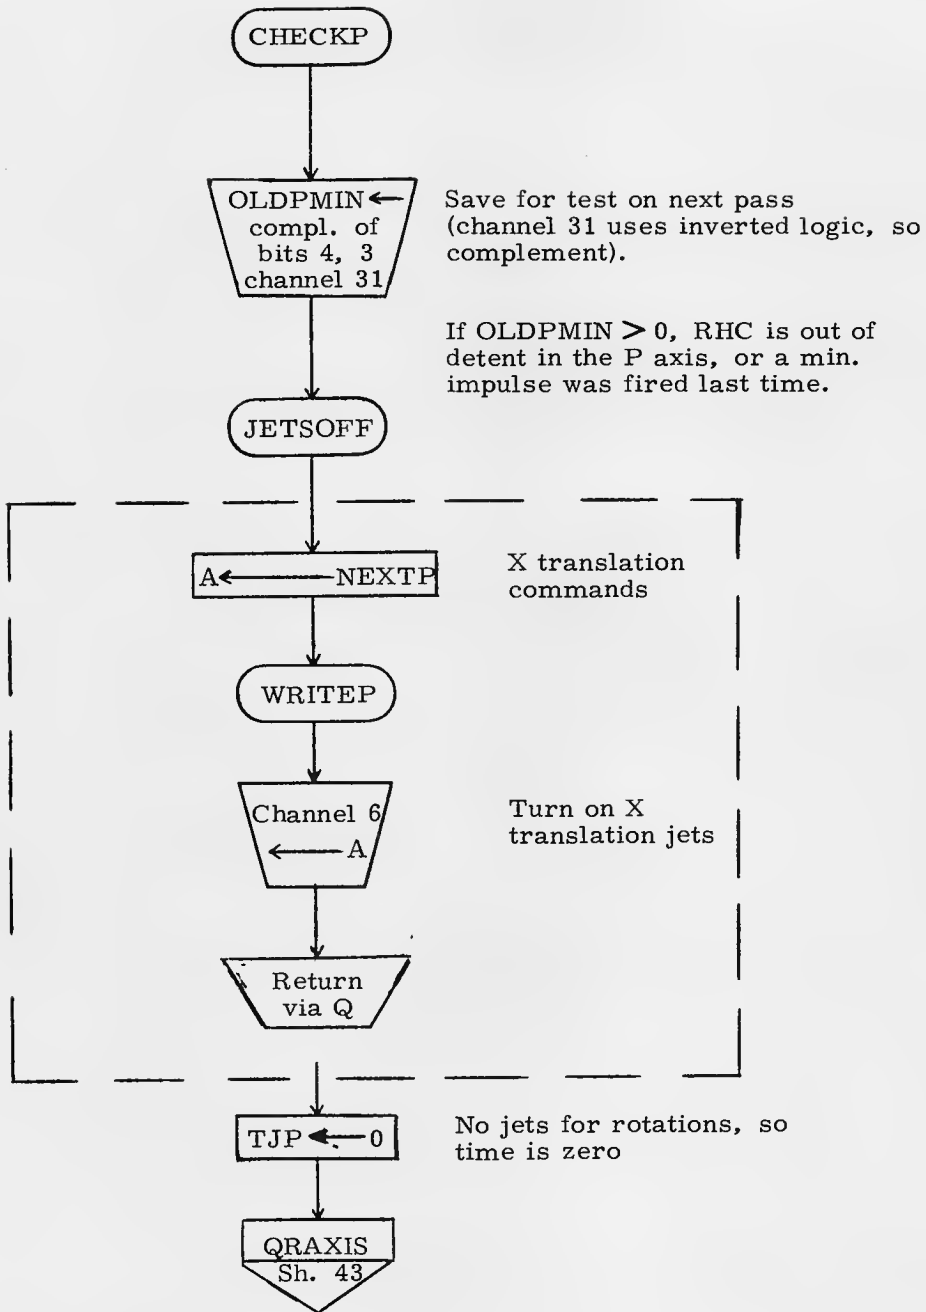 CHECKP
OLDPMIN ←
compl. of
bits 4, 3
channel 31
Save for test on next pass
(channel 31 uses inverted logic, so
complement).
If OLDPMIN > 0, RHC is out of
detent in the P axis, or a min.
impulse was fired last time.
JETSOFF
A ← NEXTP
X translation
commands
WRITEP
Channel 6
← A
Turn on X
translation jets
Return
via Q
TJP ← 0
No jets for rotations, so
time is zero
QRAXIS
Sh. 43